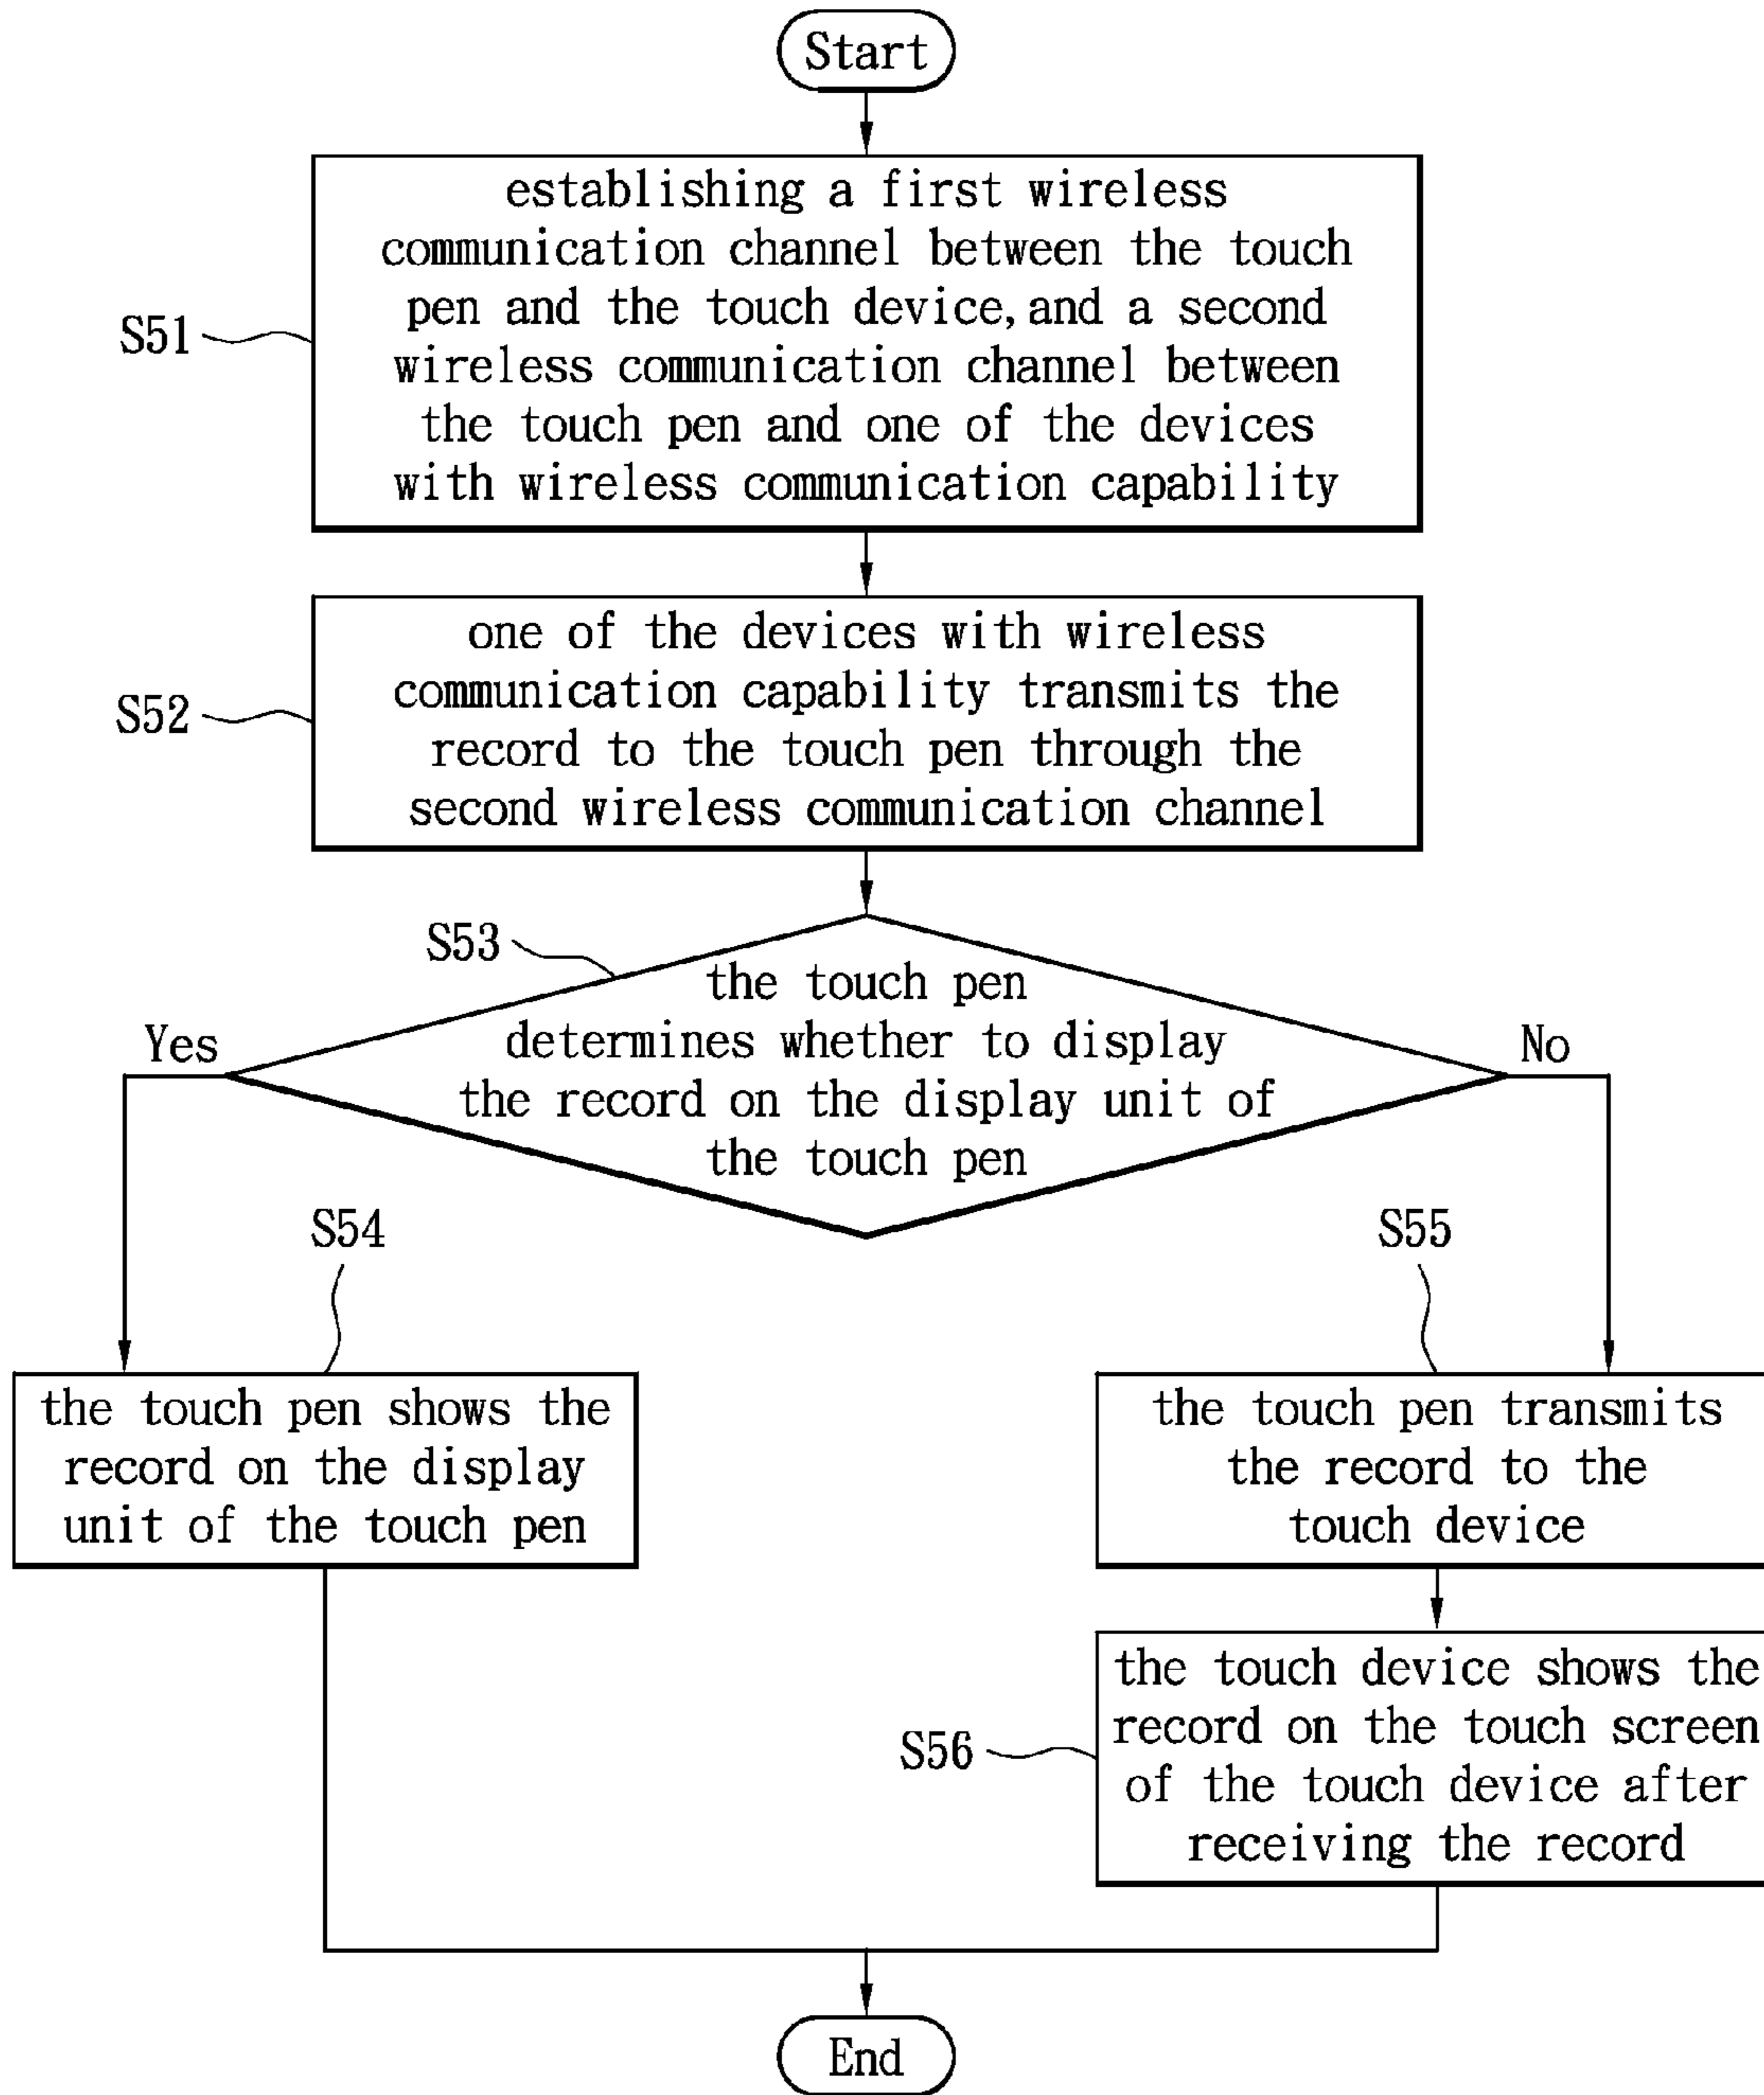 Start
establishing a first wireless
communication channel between the touch
pen and the touch device,and a second
wireless communication channel between
the touch pen and one of the devices
with wireless communication capability
S51
one of the devices with wireless
communication capability transmits the
record to the touch pen through the
second wireless communication channel
S52
S53
the touch pen
determines whether to display
the record on the display unit of
the touch pen
Yes
No
S54
the touch pen shows the
record on the display
unit of the touch pen
S55
the touch pen transmits
the record to the
touch device
S56
the touch device shows the
record on the touch screen
of the touch device after
receiving the record
End